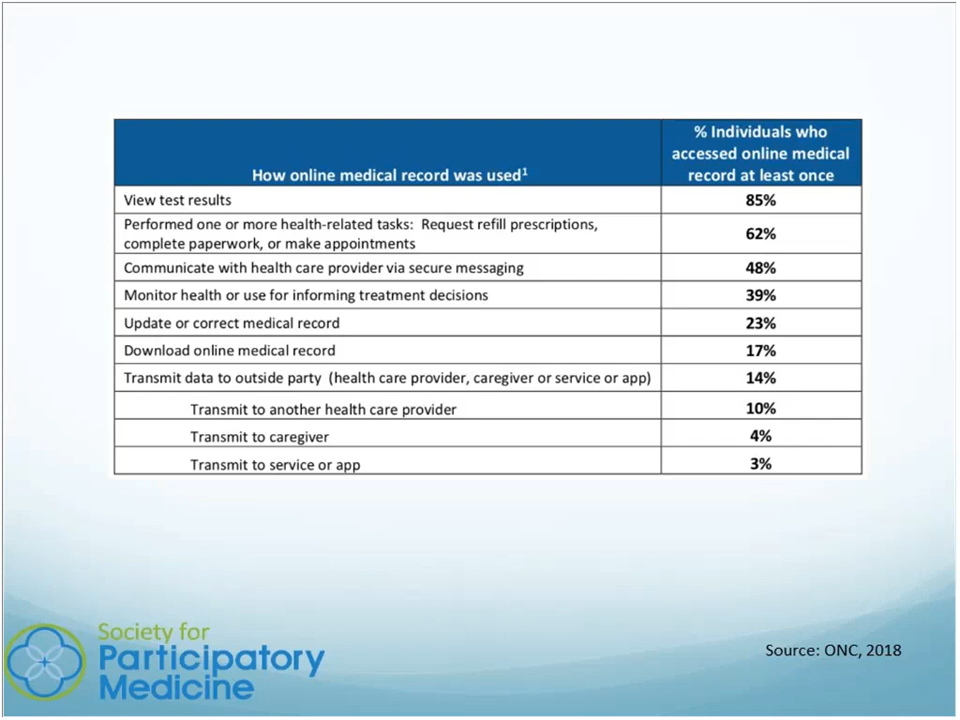 How online medical record was used¹
% Individuals who
accessed online medical
record at least once
View test results
85%
Performed one or more health-related tasks:  Request refill prescriptions,
complete paperwork, or make appointments
62%
Communicate with health care provider via secure messaging
48%
Monitor health or use for informing treatment decisions
39%
Update or correct medical record
23%
Download online medical record
17%
Transmit data to outside party  (health care provider, caregiver or service or app)
14%
Transmit to another health care provider
10%
Transmit to caregiver
4%
Transmit to service or app
3%
Society for
Participatory
Medicine
Source: ONC, 2018